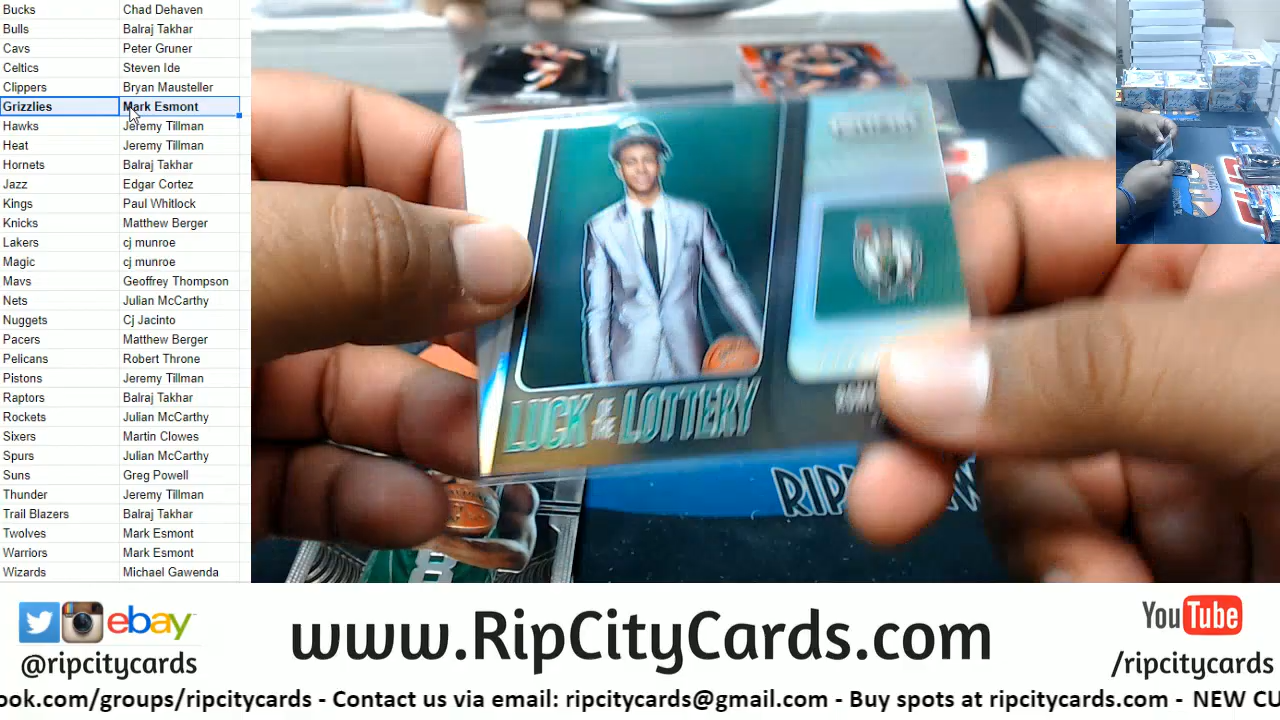 Bucks Chad Dehaven
Bulls Balraj Takhar
Cavs Peter Gruner
Celtics Steven Ide
Clippers Bryan Mausteller
Grizzlies Mark Esmont
Hawks Jeremy Tillman
Heat Jeremy Tillman
Hornets Balraj Takhar
Jazz Edgar Cortez
Kings Paul Whitlock
Knicks Matthew Berger
Lakers cj munroe
Magic cj munroe
Mavs Geoffrey Thompson
Nets Julian McCarthy
Nuggets Cj Jacinto
Pacers Matthew Berger
Pelicans Robert Throne
Pistons Jeremy Tillman
Raptors Balraj Takhar
Rockets Julian McCarthy
Sixers Martin Clowes
Spurs Julian McCarthy
Suns Greg Powell
Thunder Jeremy Tillman
Trail Blazers Balraj Takhar
Twolves Mark Esmont
Warriors Mark Esmont
Wizards Michael Gawenda
LUCK OF THE LOTTERY
8
ebay
@ripcitycards
www.RipCityCards.com
YouTube
/ripcitycards
ook.com/groups/ripcitycards - Contact us via email: ripcitycards@gmail.com - Buy spots at ripcitycards.com - NEW CU